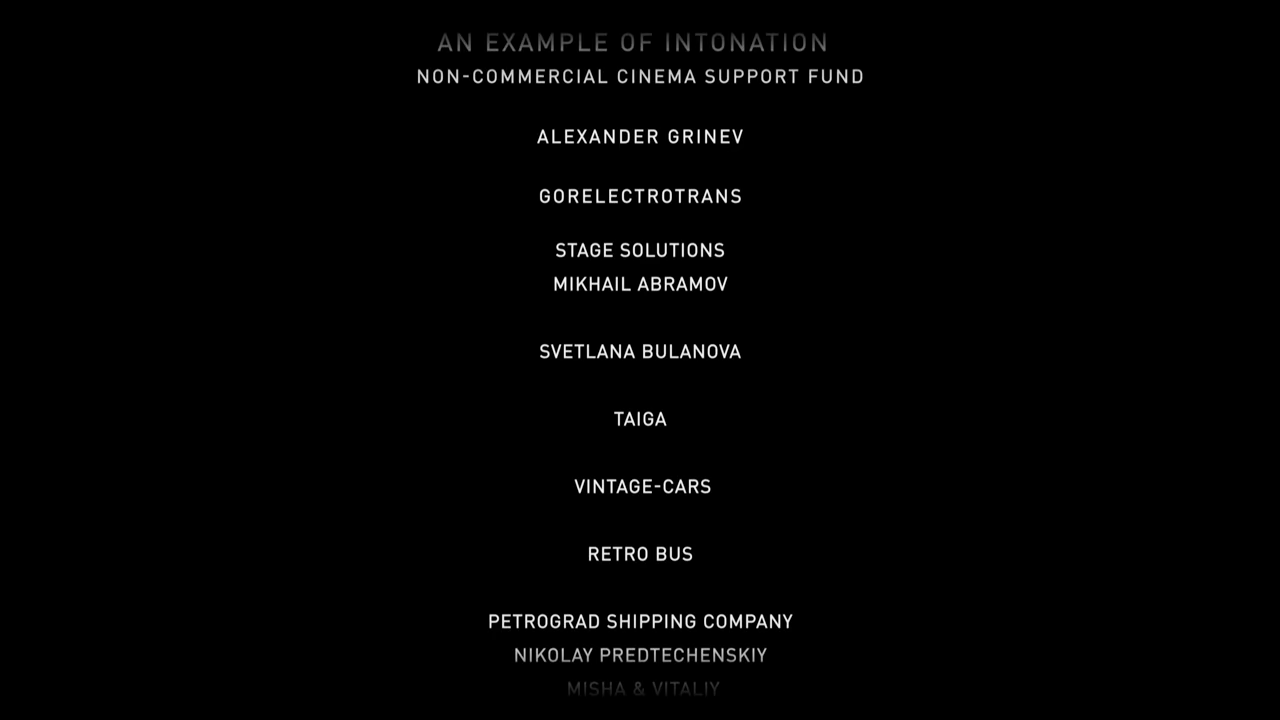 AN EXAMPLE OF INTONATION
NON-COMMERCIAL CINEMA SUPPORT FUND
ALEXANDER GRINEV
GORELECTROTRANS
STAGE SOLUTIONS
MIKHAIL ABRAMOV
SVETLANA BULANOVA
TAIGA
VINTAGE-CARS
RETRO BUS
PETROGRAD SHIPPING COMPANY
NIKOLAY PREDTECHENSKIY
MISHA & VITALIY